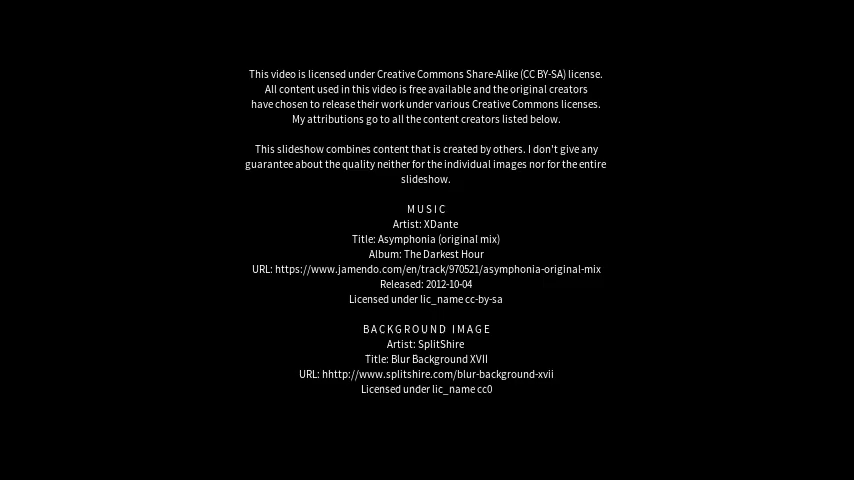 This video is licensed under Creative Commons Share-Alike (CC BY-SA) license.
All content used in this video is free available and the original creators
have chosen to release their work under various Creative Commons licenses.
My attributions go to all the content creators listed below.
This slideshow combines content that is created by others. I don't give any
guarantee about the quality neither for the individual images nor for the entire
slideshow.
MUSIC
Artist: XDante
Title: Asymphonia (original mix)
Album: The Darkest Hour
URL: https://www.jamendo.com/en/track/970521/asymphonia-original-mix
Released: 2012-10-04
Licensed under lic_name cc-by-sa
BACKGROUND IMAGE
Artist: SplitShire
Title: Blur Background XVII
URL: hhttp://www.splitshire.com/blur-background-xvii
Licensed under lic_name cc0